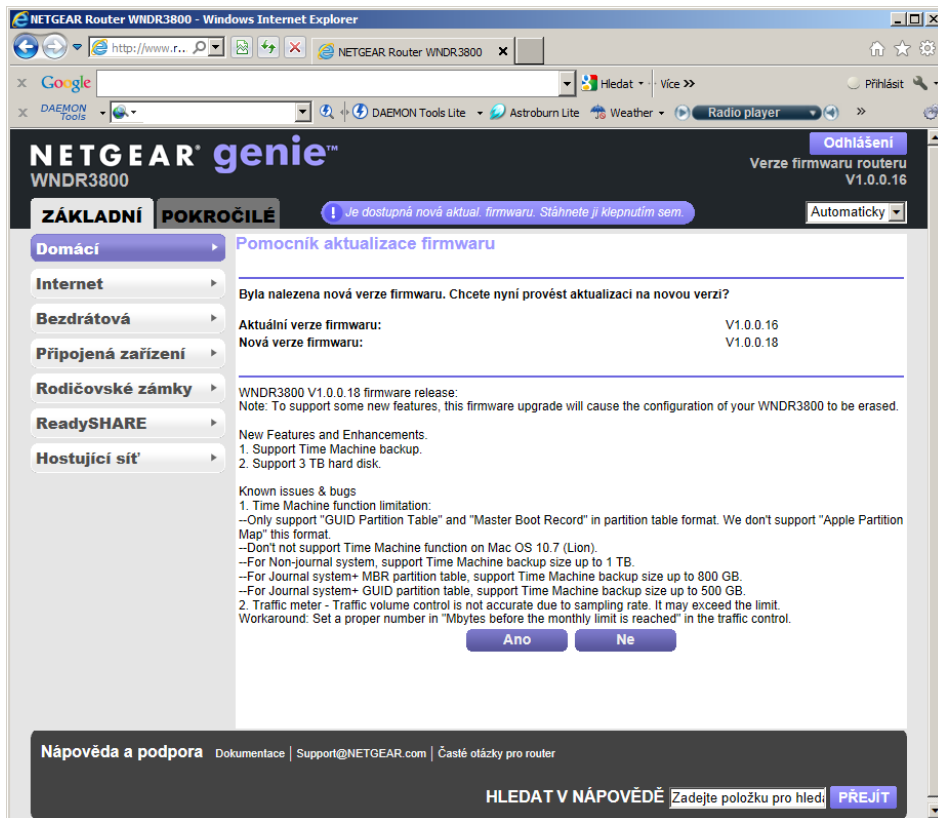 NETGEAR Router WNDR3800 - Windows Internet Explorer
http://www.r...
NETGEAR Router WNDR3800
x Google Hledat Více >> Přihlásit
x DAEMON Tools DAEMON Tools Lite Astroburn Lite Weather Radio player >>
NETGEAR® genie™
WNDR3800
Odhlášení
Verze firmwaru routeru
V1.0.0.16
ZÁKLADNÍ POKROČILÉ
! Je dostupná nová aktual. firmwaru. Stáhnete ji klepnutím sem.
Automaticky
Domácí
Internet
Bezdrátová
Připojená zařízení
Rodičovské zámky
ReadySHARE
Hostující síť
Pomocník aktualizace firmwaru
Byla nalezena nová verze firmwaru. Chcete nyní provést aktualizaci na novou verzi?
Aktuální verze firmwaru: V1.0.0.16
Nová verze firmwaru: V1.0.0.18
WNDR3800 V1.0.0.18 firmware release:
Note: To support some new features, this firmware upgrade will cause the configuration of your WNDR3800 to be erased.
New Features and Enhancements.
1. Support Time Machine backup.
2. Support 3 TB hard disk.
Known issues & bugs
1. Time Machine function limitation:
--Only support "GUID Partition Table" and "Master Boot Record" in partition table format. We don't support "Apple Partition
Map" this format.
--Don't not support Time Machine function on Mac OS 10.7 (Lion).
--For Non-journal system, support Time Machine backup size up to 1 TB.
--For Journal system+ MBR partition table, support Time Machine backup size up to 800 GB.
--For Journal system+ GUID partition table, support Time Machine backup size up to 500 GB.
2. Traffic meter - Traffic volume control is not accurate due to sampling rate. It may exceed the limit.
Workaround: Set a proper number in "Mbytes before the monthly limit is reached" in the traffic control.
Ano Ne
Nápověda a podpora Dokumentace | Support@NETGEAR.com | Časté otázky pro router
HLEDAT V NÁPOVĚDĚ Zadejte položku pro hleda PŘEJÍT